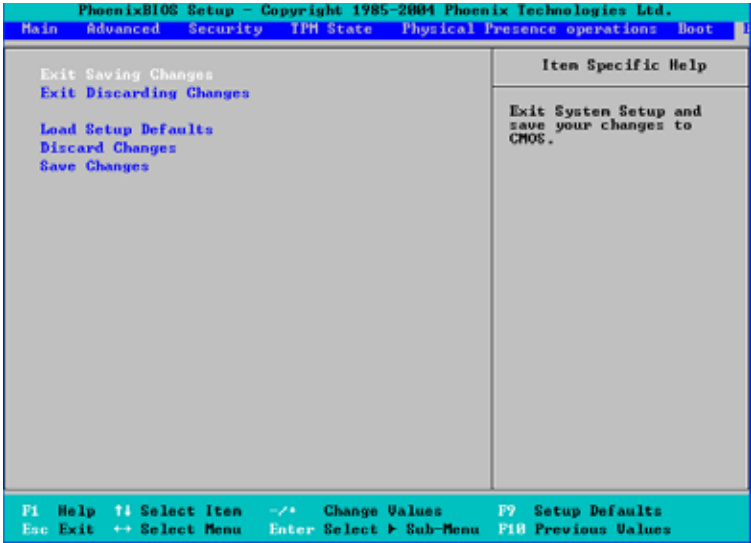 PhoenixBIOS Setup - Copyright 1985-2004 Phoenix Technologies Ltd.
Main Advanced Security TPM State Physical Presence operations Boot
Exit Saving Changes
Exit Discarding Changes
Load Setup Defaults
Discard Changes
Save Changes
Item Specific Help
Exit System Setup and
save your changes to
CMOS.
F1 Help ↑↓ Select Item -/+ Change Values F9 Setup Defaults
Esc Exit ↔ Select Menu Enter Select ▶ Sub-Menu F10 Previous Values